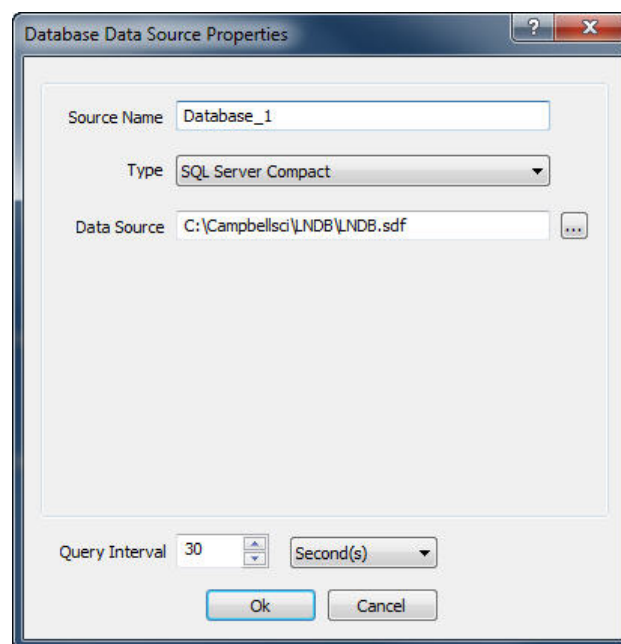 Database Data Source Properties
?
X
Source Name Database_1
Type SQL Server Compact
Data Source C:\Campbellsci\LNDB\LNDB.sdf ...
Query Interval 30 Second(s)
Ok Cancel